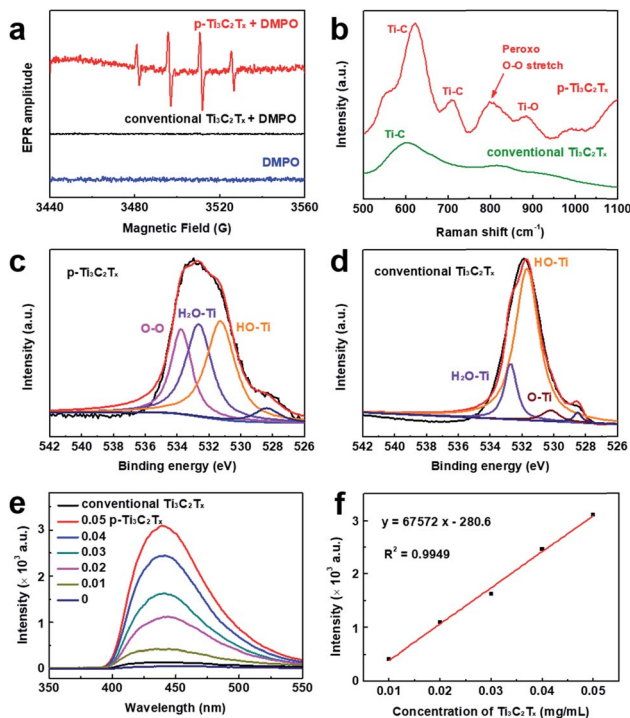 a
p-Ti₃C₂Tₓ + DMPO
conventional Ti₃C₂Tₓ + DMPO
DMPO
EPR amplitude
3440 3480 3520 3560
Magnetic Field (G)
b
Ti-C
Ti-C
Peroxo
O-O stretch
Ti-O
p-Ti₃C₂Tₓ
Ti-C
conventional Ti₃C₂Tₓ
Intensity (a.u.)
500 600 700 800 900 1000 1100
Raman shift (cm⁻¹)
c
p-Ti₃C₂Tₓ
O-O
H₂O-Ti
HO-Ti
Intensity (a.u.)
542 540 538 536 534 532 530 528 526
Binding energy (eV)
d
conventional Ti₃C₂Tₓ
HO-Ti
H₂O-Ti
O-Ti
Intensity (a.u.)
542 540 538 536 534 532 530 528 526
Binding energy (eV)
e
conventional Ti₃C₂Tₓ
0.05 p-Ti₃C₂Tₓ
0.04
0.03
0.02
0.01
0
Intensity (× 10³ a.u.)
3
2
1
0
350 400 450 500 550
Wavelength (nm)
f
y = 67572 x - 280.6
R² = 0.9949
Intensity (× 10³ a.u.)
3
2
1
0
0.01 0.02 0.03 0.04 0.05
Concentration of Ti₃C₂Tₓ (mg/mL)